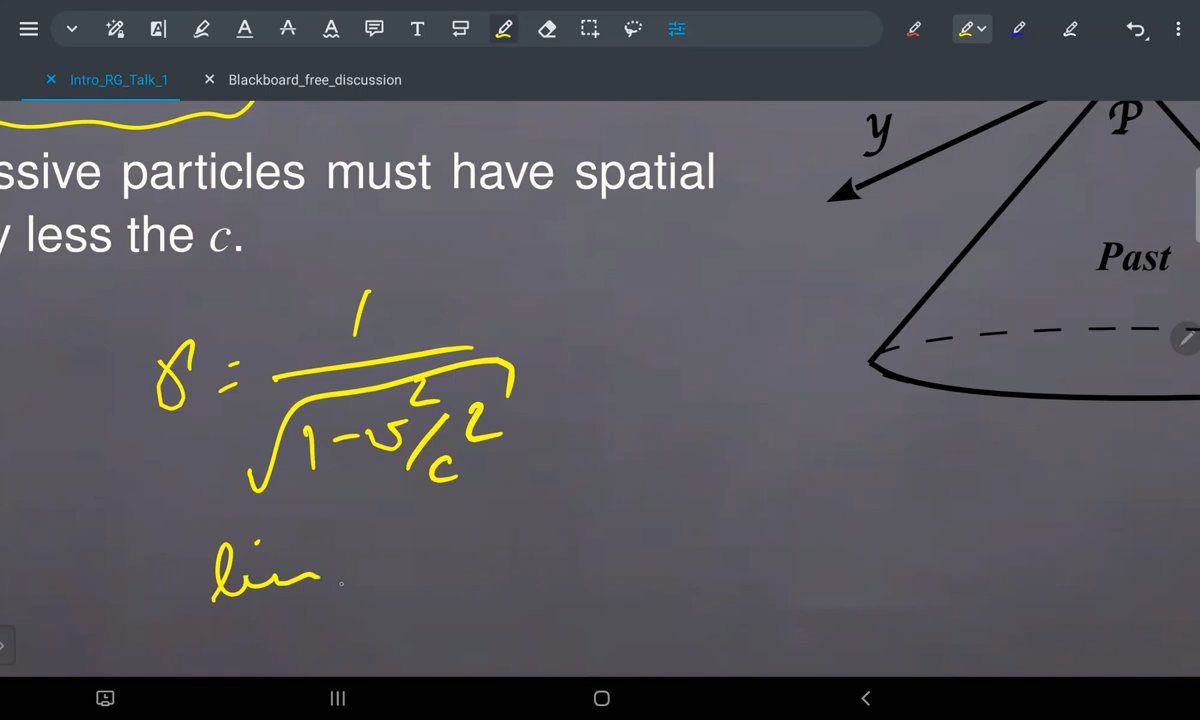 Intro_RG_Talk_1
Blackboard_free_discussion
ssive particles must have spatial
y less the c.
y
P
Past
γ = 1 / √(1 - v²/c²)
lim